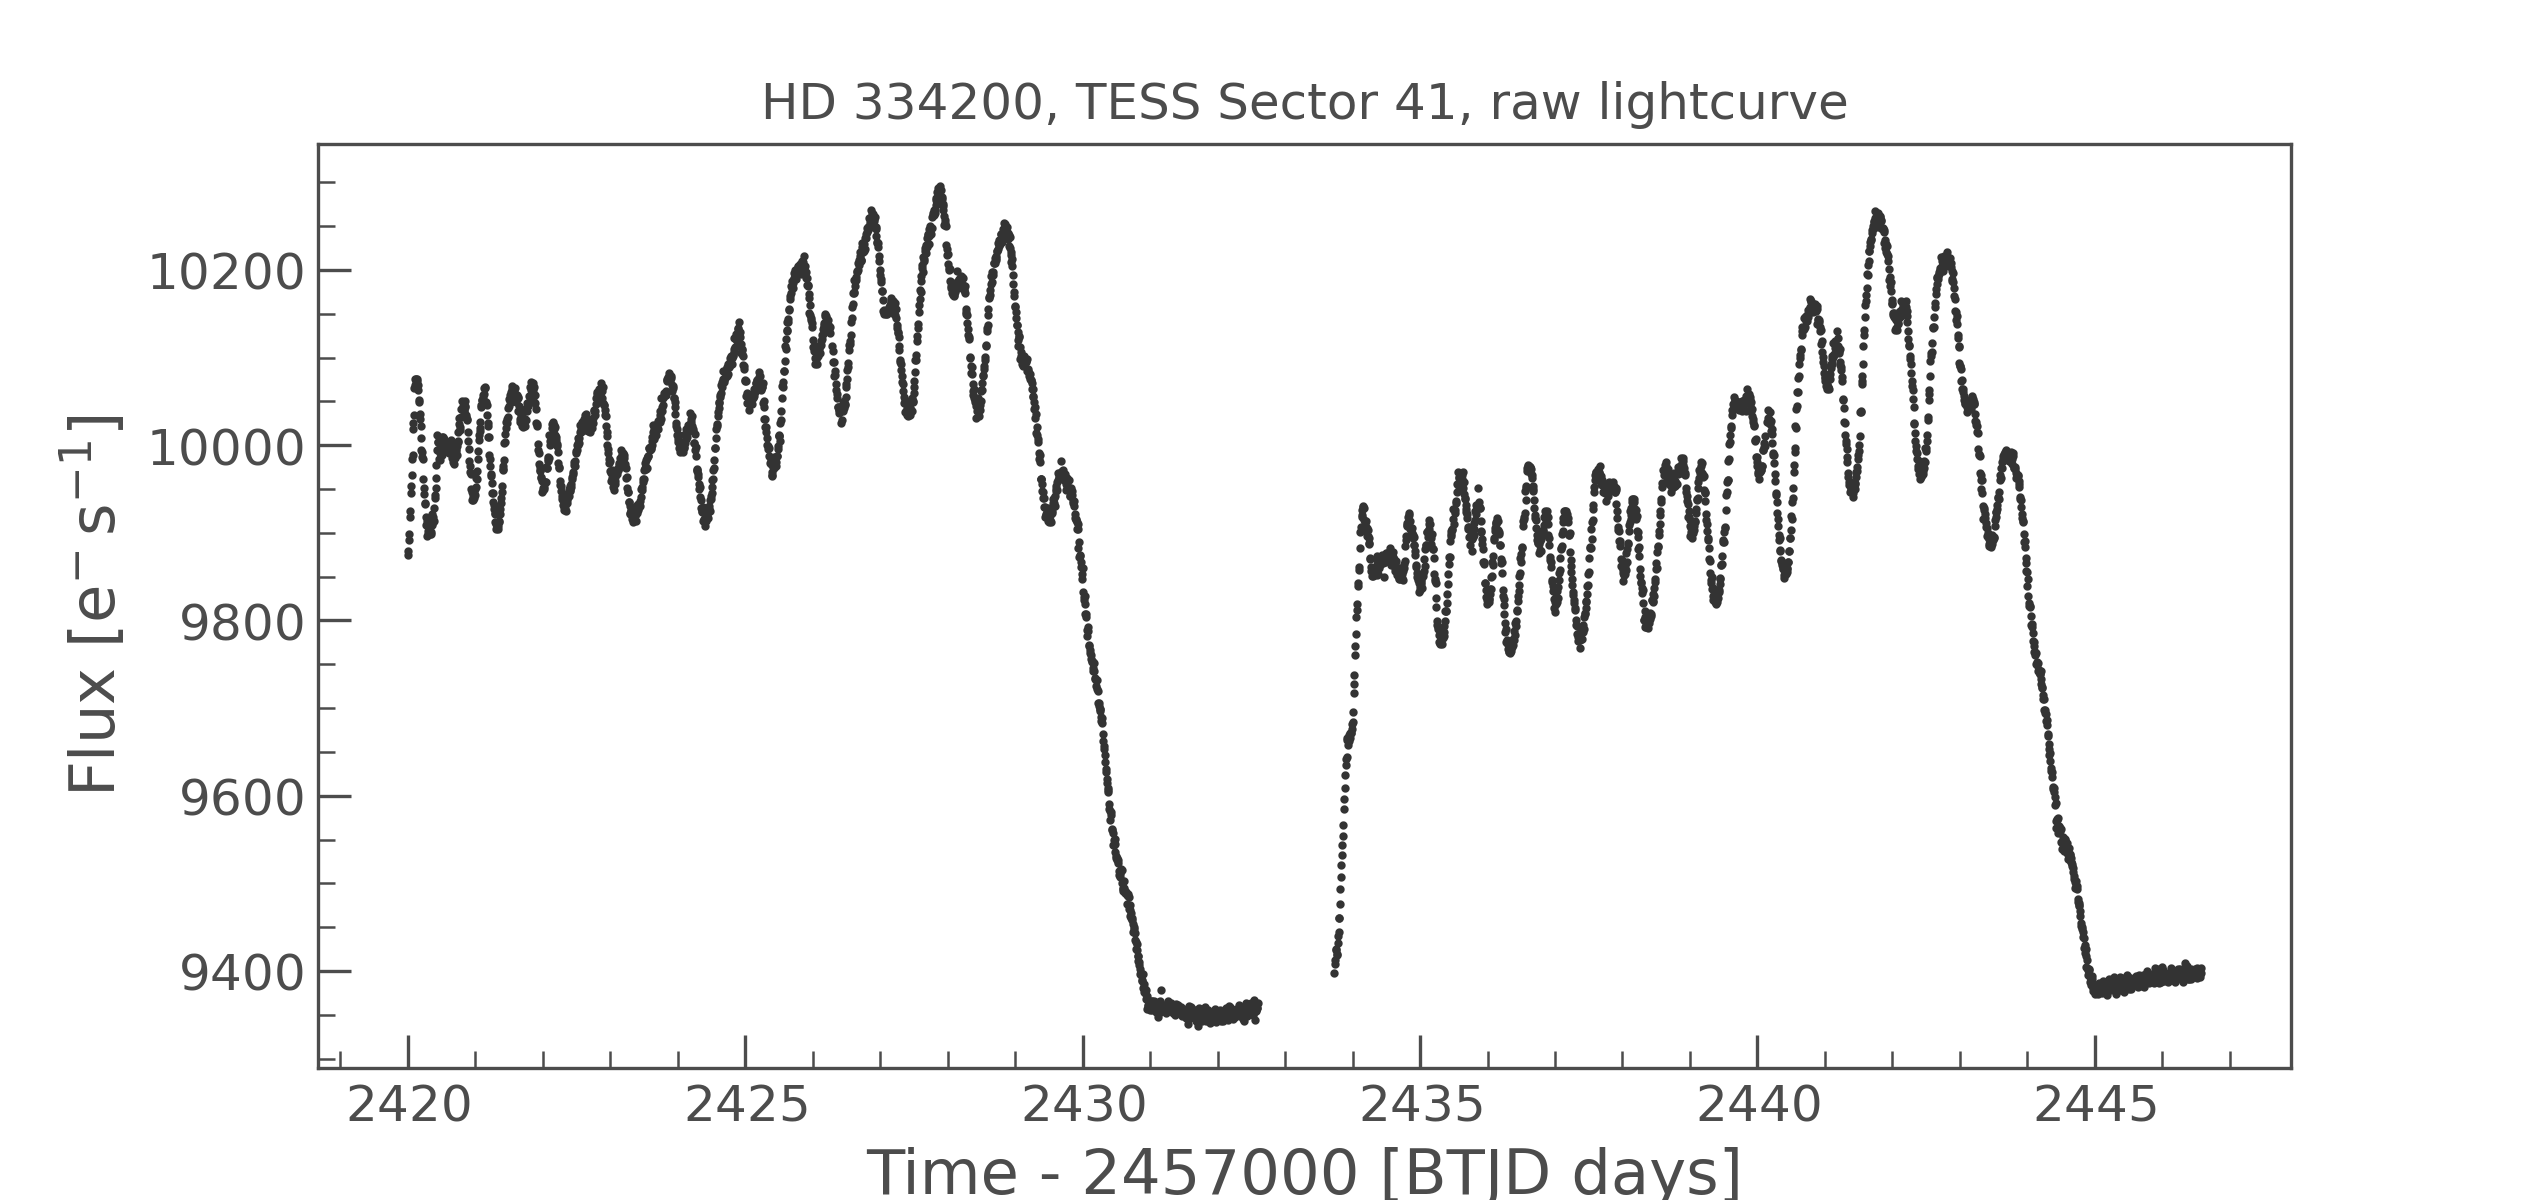 HD 334200, TESS Sector 41, raw lightcurve
Flux [e⁻ s⁻¹]
10200
10000
9800
9600
9400
2420 2425 2430 2435 2440 2445
Time - 2457000 [BTJD days]